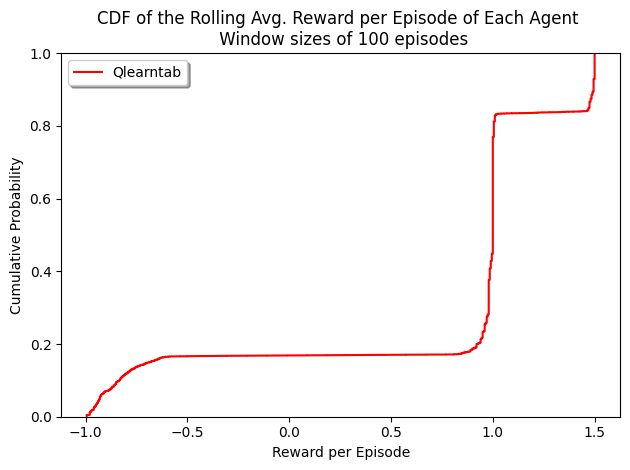 CDF of the Rolling Avg. Reward per Episode of Each Agent
Window sizes of 100 episodes
Qlearntab
1.0
0.8
0.6
0.4
0.2
0.0
Cumulative Probability
−1.0 −0.5 0.0 0.5 1.0 1.5
Reward per Episode